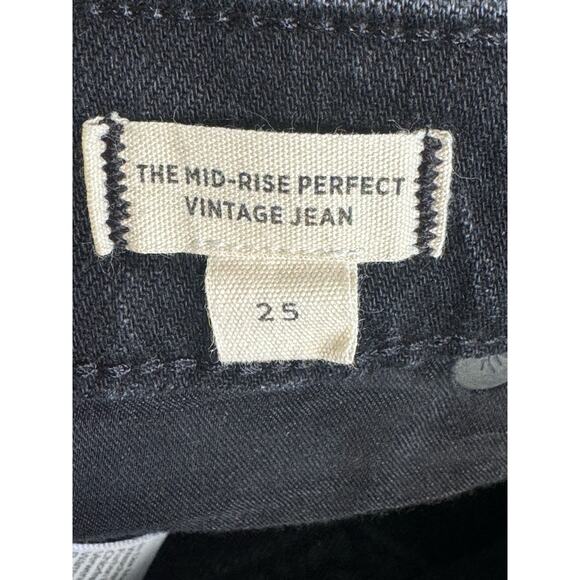 THE MID-RISE PERFECT
VINTAGE JEAN
25